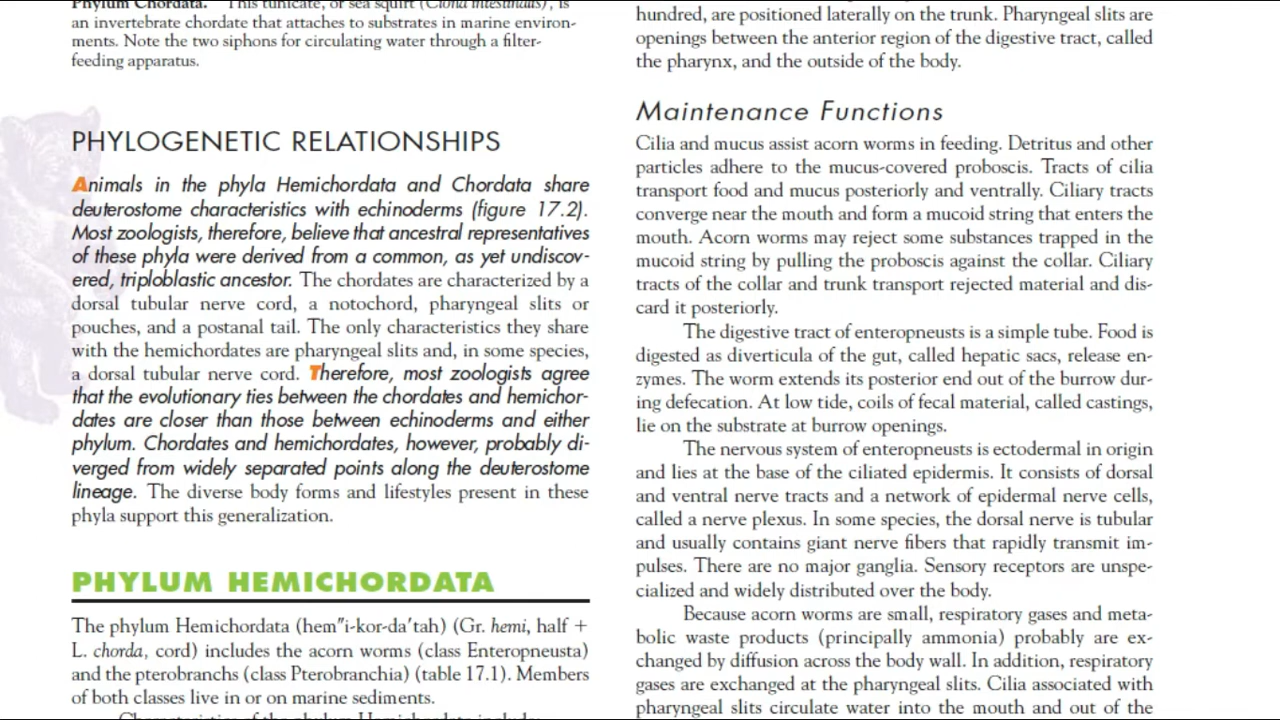 Phylum Chordata. This tunicate, or sea squirt (Ciona intestinalis), is
an invertebrate chordate that attaches to substrates in marine environ-
ments. Note the two siphons for circulating water through a filter-
feeding apparatus.
PHYLOGENETIC RELATIONSHIPS
Animals in the phyla Hemichordata and Chordata share
deuterostome characteristics with echinoderms (figure 17.2).
Most zoologists, therefore, believe that ancestral representatives
of these phyla were derived from a common, as yet undiscov-
ered, triploblastic ancestor. The chordates are characterized by a
dorsal tubular nerve cord, a notochord, pharyngeal slits or
pouches, and a postanal tail. The only characteristics they share
with the hemichordates are pharyngeal slits and, in some species,
a dorsal tubular nerve cord. Therefore, most zoologists agree
that the evolutionary ties between the chordates and hemichor-
dates are closer than those between echinoderms and either
phylum. Chordates and hemichordates, however, probably di-
verged from widely separated points along the deuterostome
lineage. The diverse body forms and lifestyles present in these
phyla support this generalization.
PHYLUM HEMICHORDATA
The phylum Hemichordata (hem″i-kor-da′tah) (Gr. hemi, half +
L. chorda, cord) includes the acorn worms (class Enteropneusta)
and the pterobranchs (class Pterobranchia) (table 17.1). Members
of both classes live in or on marine sediments.
Characteristics of the phylum Hemichordata include:
hundred, are positioned laterally on the trunk. Pharyngeal slits are
openings between the anterior region of the digestive tract, called
the pharynx, and the outside of the body.
Maintenance Functions
Cilia and mucus assist acorn worms in feeding. Detritus and other
particles adhere to the mucus-covered proboscis. Tracts of cilia
transport food and mucus posteriorly and ventrally. Ciliary tracts
converge near the mouth and form a mucoid string that enters the
mouth. Acorn worms may reject some substances trapped in the
mucoid string by pulling the proboscis against the collar. Ciliary
tracts of the collar and trunk transport rejected material and dis-
card it posteriorly.
The digestive tract of enteropneusts is a simple tube. Food is
digested as diverticula of the gut, called hepatic sacs, release en-
zymes. The worm extends its posterior end out of the burrow dur-
ing defecation. At low tide, coils of fecal material, called castings,
lie on the substrate at burrow openings.
The nervous system of enteropneusts is ectodermal in origin
and lies at the base of the ciliated epidermis. It consists of dorsal
and ventral nerve tracts and a network of epidermal nerve cells,
called a nerve plexus. In some species, the dorsal nerve is tubular
and usually contains giant nerve fibers that rapidly transmit im-
pulses. There are no major ganglia. Sensory receptors are unspe-
cialized and widely distributed over the body.
Because acorn worms are small, respiratory gases and meta-
bolic waste products (principally ammonia) probably are ex-
changed by diffusion across the body wall. In addition, respiratory
gases are exchanged at the pharyngeal slits. Cilia associated with
pharyngeal slits circulate water into the mouth and out of the